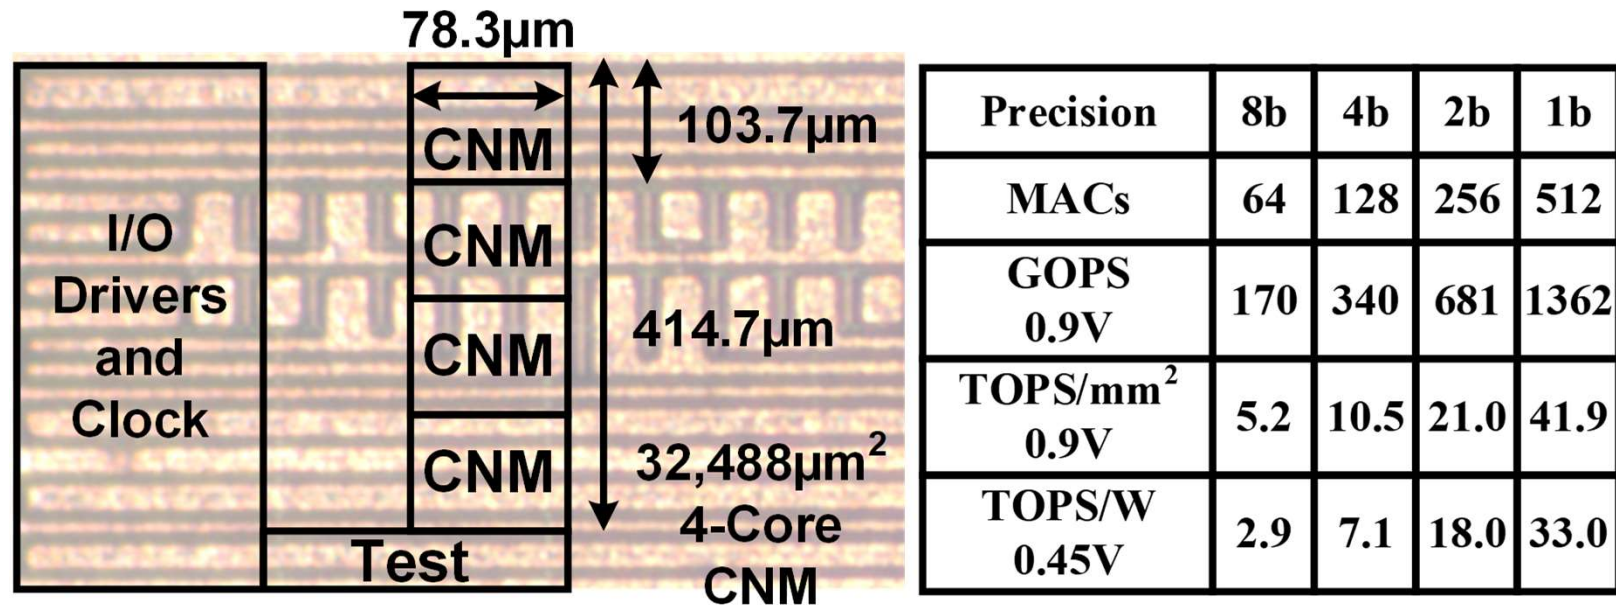 78.3µm
103.7µm
CNM
CNM
CNM
CNM
I/O
Drivers
and
Clock
414.7µm
32,488µm²
4-Core
CNM
Test
Precision 8b 4b 2b 1b
MACs 64 128 256 512
GOPS
0.9V 170 340 681 1362
TOPS/mm²
0.9V 5.2 10.5 21.0 41.9
TOPS/W
0.45V 2.9 7.1 18.0 33.0